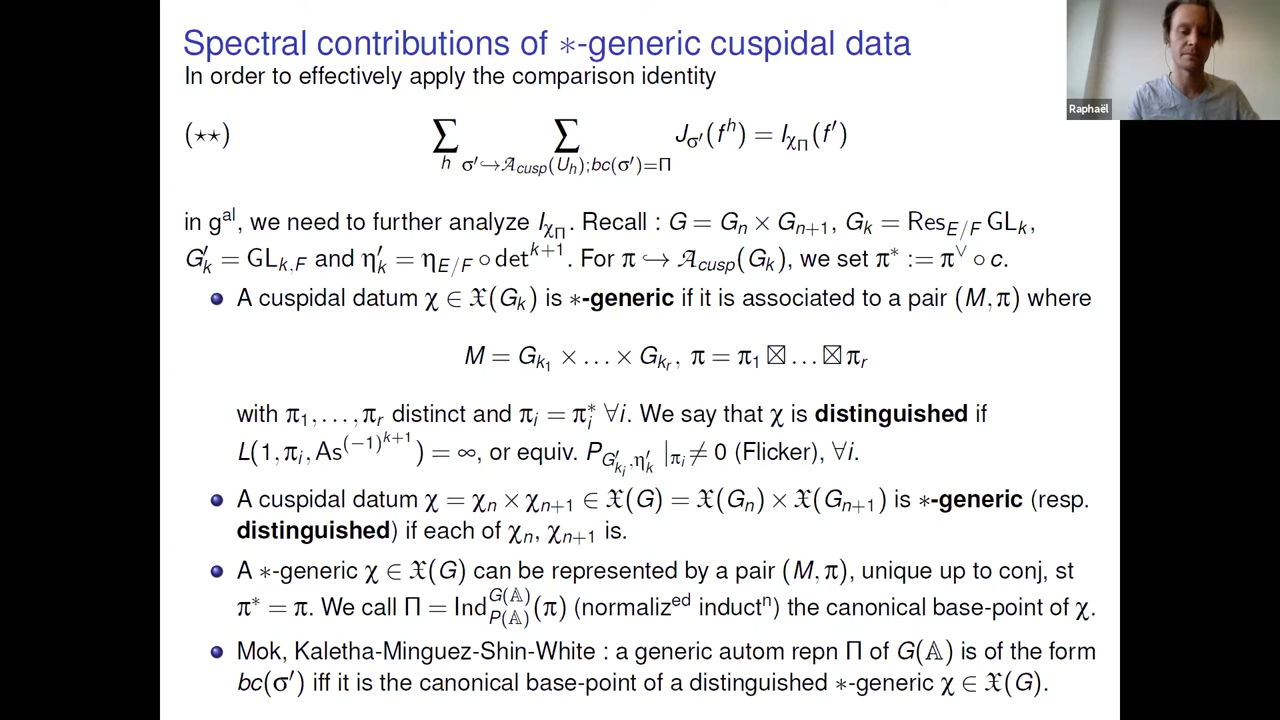 Spectral contributions of ∗-generic cuspidal data
In order to effectively apply the comparison identity
(⋆⋆) ∑_h ∑_{σ'↪𝒜_cusp(U_h);bc(σ')=Π} J_{σ'}(f^h) = I_{χ_Π}(f')
in g^al, we need to further analyze I_{χ_Π}. Recall : G = G_n × G_{n+1}, G_k = Res_{E/F} GL_k,
G'_k = GL_{k,F} and η'_k = η_{E/F} ∘ det^{k+1}. For π ↪ 𝒜_cusp(G_k), we set π* := π^∨ ∘ c.
A cuspidal datum χ ∈ 𝔛(G_k) is ∗-generic if it is associated to a pair (M,π) where
M = G_{k_1} × … × G_{k_r}, π = π_1 ⊠ … ⊠ π_r
with π_1,…,π_r distinct and π_i = π_i^* ∀i. We say that χ is distinguished if
L(1,π_i,As^{(−1)^{k+1}}) = ∞, or equiv. P_{G'_{k_i},η'_k} |_{π_i} ≠ 0 (Flicker), ∀i.
A cuspidal datum χ = χ_n × χ_{n+1} ∈ 𝔛(G) = 𝔛(G_n) × 𝔛(G_{n+1}) is ∗-generic (resp.
distinguished) if each of χ_n, χ_{n+1} is.
A ∗-generic χ ∈ 𝔛(G) can be represented by a pair (M,π), unique up to conj, st
π* = π. We call Π = Ind_{P(𝔸)}^{G(𝔸)}(π) (normaliz^ed induct^n) the canonical base-point of χ.
Mok, Kaletha-Minguez-Shin-White : a generic autom repn Π of G(𝔸) is of the form
bc(σ') iff it is the canonical base-point of a distinguished ∗-generic χ ∈ 𝔛(G).
Raphaël